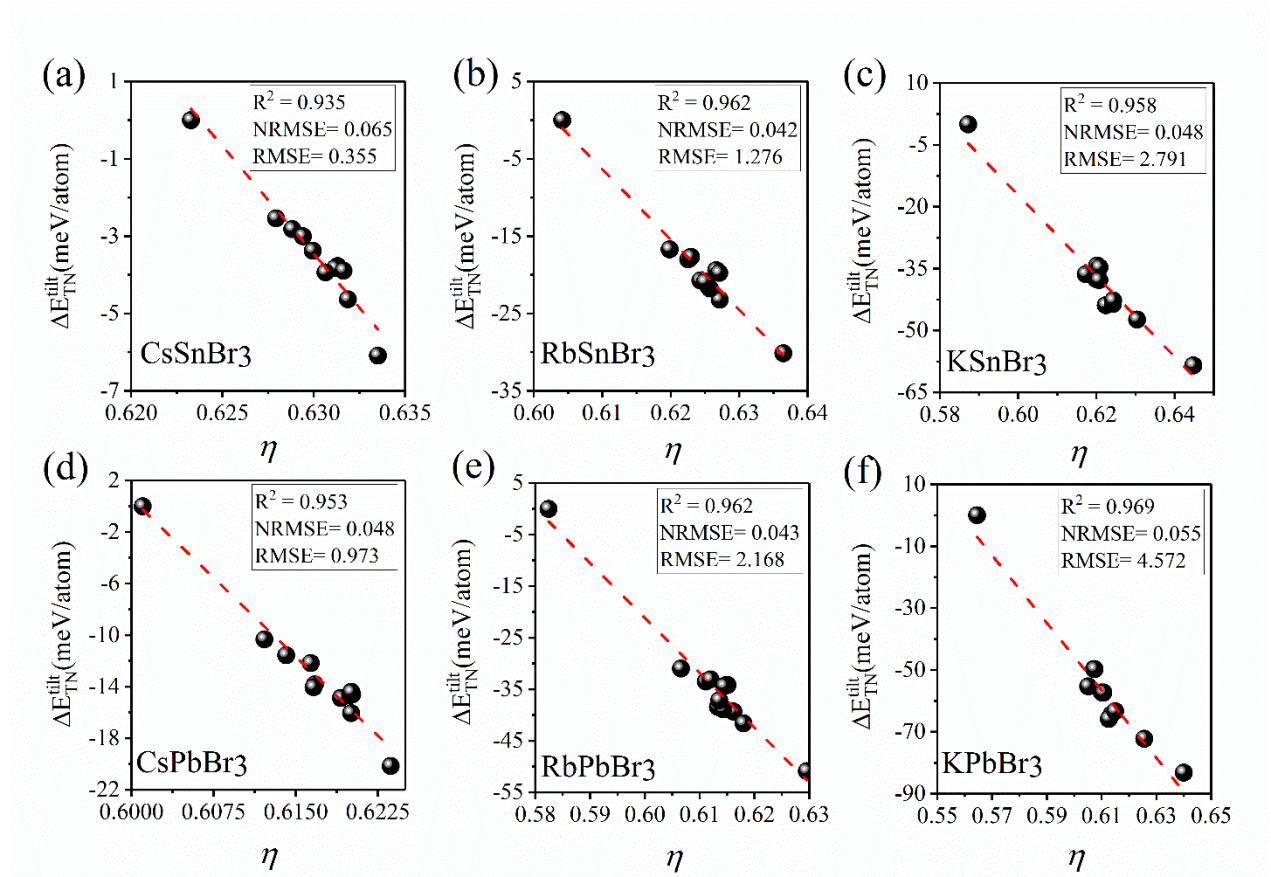 (a)
ΔE^tilt_TN(meV/atom)
1
-1
-3
-5
-7
R² = 0.935
NRMSE= 0.065
RMSE= 0.355
CsSnBr3
0.620 0.625 0.630 0.635
η
(b)
ΔE^tilt_TN(meV/atom)
5
-5
-15
-25
-35
R² = 0.962
NRMSE= 0.042
RMSE= 1.276
RbSnBr3
0.60 0.61 0.62 0.63 0.64
η
(c)
ΔE^tilt_TN(meV/atom)
10
-5
-20
-35
-50
-65
R² = 0.958
NRMSE= 0.048
RMSE= 2.791
KSnBr3
0.58 0.60 0.62 0.64
η
(d)
ΔE^tilt_TN(meV/atom)
2
-2
-6
-10
-14
-18
-22
R² = 0.953
NRMSE= 0.048
RMSE= 0.973
CsPbBr3
0.6000 0.6075 0.6150 0.6225
η
(e)
ΔE^tilt_TN(meV/atom)
5
-5
-15
-25
-35
-45
-55
R² = 0.962
NRMSE= 0.043
RMSE= 2.168
RbPbBr3
0.58 0.59 0.60 0.61 0.62 0.63
η
(f)
ΔE^tilt_TN(meV/atom)
10
-10
-30
-50
-70
-90
R² = 0.969
NRMSE= 0.055
RMSE= 4.572
KPbBr3
0.55 0.57 0.59 0.61 0.63 0.65
η